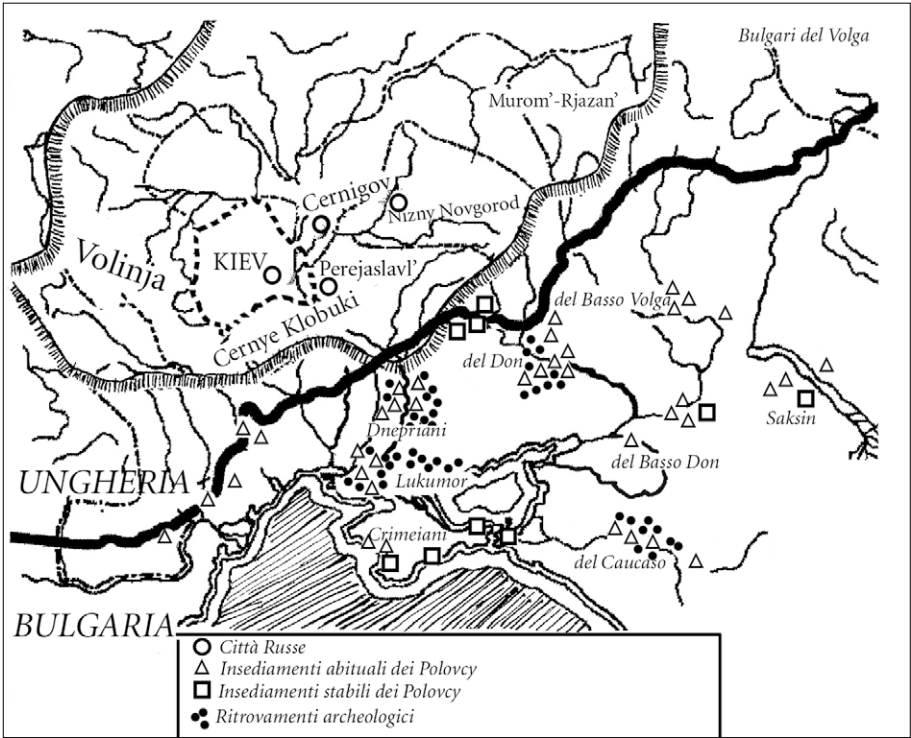 Bulgari del Volga
Murom'-Rjazan'
Cernigov
Nizny Novgorod
Volinja
KIEV
Perejaslavl'
Cernye Klobuki
del Basso Volga
del Don
Saksin
Dnepriani
del Basso Don
UNGHERIA
Lukumor
Crimeiani
del Caucaso
BULGARIA
Città Russe
Insediamenti abituali dei Polovcy
Insediamenti stabili dei Polovcy
Ritrovamenti archeologici